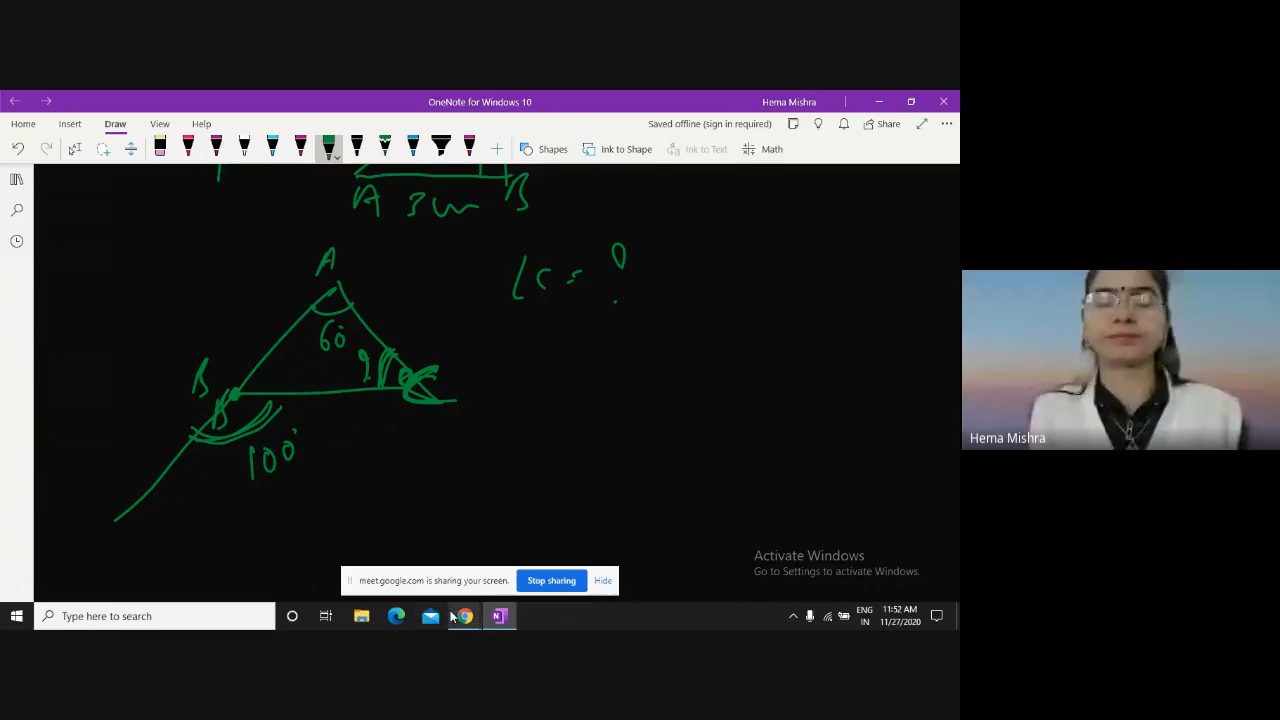 OneNote for Windows 10
Hema Mishra
Home Insert Draw View Help
Saved offline (sign in required)
Share
Shapes
Ink to Shape
Ink to Text
Math
A 3 cm B
A
60°
B
B
100°
?
C
∠C = ?
Hema Mishra
Activate Windows
Go to Settings to activate Windows.
meet.google.com is sharing your screen.
Stop sharing
Hide
Type here to search
ENG
IN
11:52 AM
11/27/2020